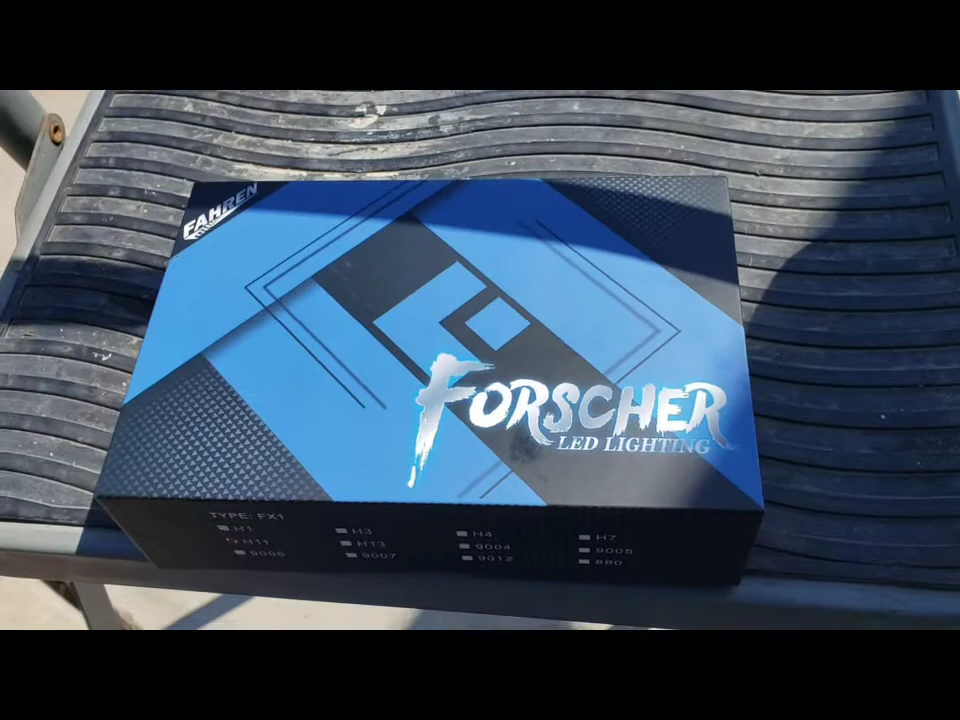 FAHREN
FORSCHER
LED LIGHTING
TYPE: FX1
H1 H3 H4 H7
H11 H13 9004 9005
9006 9007 9012 880